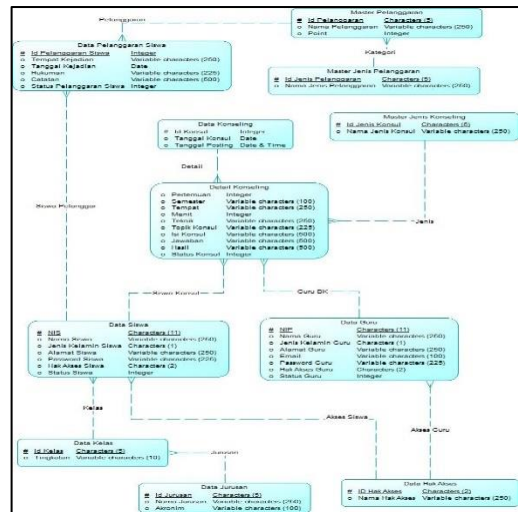 Pelanggaran
Master Pelanggaran
# Id Pelanggaran Characters (5)
o Nama Pelanggaran Variable characters (250)
o Point Integer
Data Pelanggaran Siswa
# Id Pelanggaran Siswa Integer
o Tempat Kejadian Variable characters (250)
o Tanggal Kejadian Date
o Hukuman Variable characters (225)
o Catatan Variable characters (500)
o Status Pelanggaran Siswa Integer
Kategori
Master Jenis Pelanggaran
# Id Jenis Pelanggaran Characters (5)
o Nama Jenis Pelanggaran Variable characters (250)
Data Konseling
# Id Konsul Integer
o Tanggal Konsul Date
o Tanggal Posting Date & Time
Master Jenis Konseling
# Id Jenis Konsul Characters (5)
o Nama Jenis Konsul Variable characters (250)
Detail
Detail Konseling
o Pertemuan Integer
o Semester Variable characters (100)
o Tempat Variable characters (250)
o Menit Integer
o Teknik Variable characters (250)
o Topik Konsul Variable characters (225)
o Isi Konsul Variable characters (500)
o Jawaban Variable characters (500)
o Hasil Variable characters (500)
o Status Konsul Integer
Jenis
Siswa Pelanggar
Siswa Konsul
Guru BK
Data Siswa
# NIS Characters (11)
o Nama Siswa Variable characters (250)
o Jenis Kelamin Siswa Characters (1)
o Alamat Siswa Variable characters (250)
o Password Siswa Variable characters (225)
o Hak Akses Siswa Characters (2)
o Status Siswa Integer
Data Guru
# NIP Characters (11)
o Nama Guru Variable characters (250)
o Jenis Kelamin Guru Characters (1)
o Alamat Guru Variable characters (250)
o Email Variable characters (100)
o Password Guru Variable characters (225)
o Hak Akses Guru Characters (2)
o Status Guru Integer
Kelas
Akses Siswa
Akses Guru
Data Kelas
# Id Kelas Characters (5)
o Tingkatan Variable characters (10)
Jurusan
Data Jurusan
# Id Jurusan Characters (5)
o Nama Jurusan Variable characters (250)
o Akronim Variable characters (100)
Data Hak Akses
# ID Hak Akses Characters (2)
o Nama Hak Akses Variable characters (250)